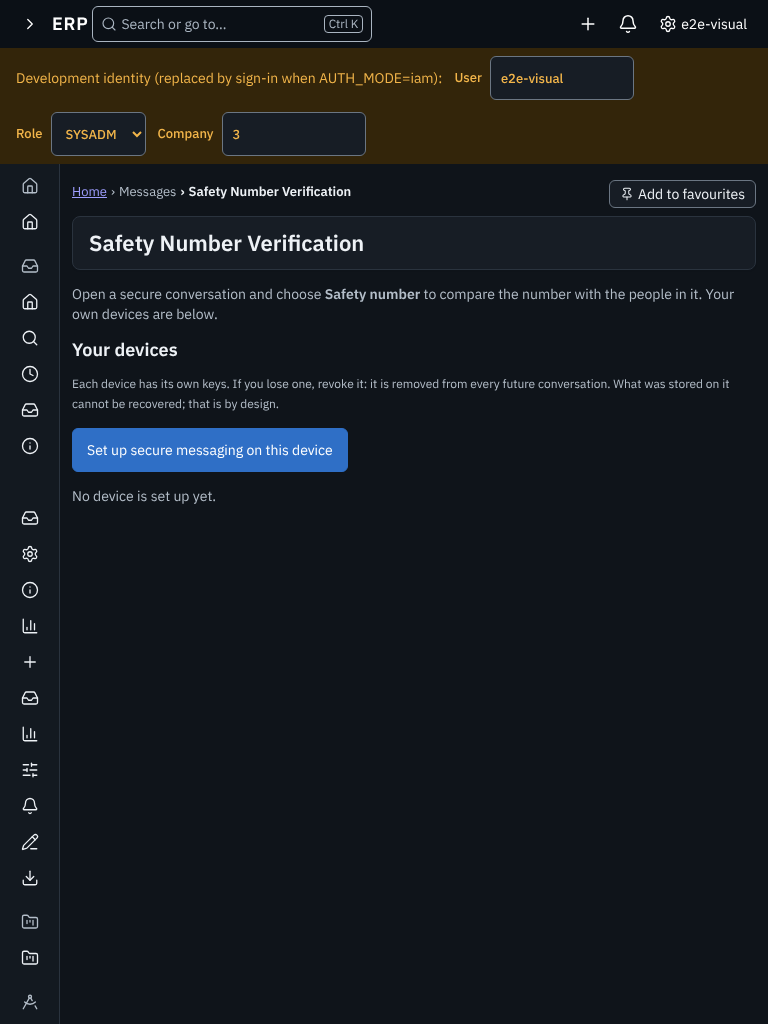 ERP
Search or go to...
Ctrl K
e2e-visual
Development identity (replaced by sign-in when AUTH_MODE=iam):
User
e2e-visual
Role
SYSADM
Company
3
Home › Messages › Safety Number Verification
Add to favourites
Safety Number Verification
Open a secure conversation and choose Safety number to compare the number with the people in it. Your
own devices are below.
Your devices
Each device has its own keys. If you lose one, revoke it: it is removed from every future conversation. What was stored on it
cannot be recovered; that is by design.
Set up secure messaging on this device
No device is set up yet.